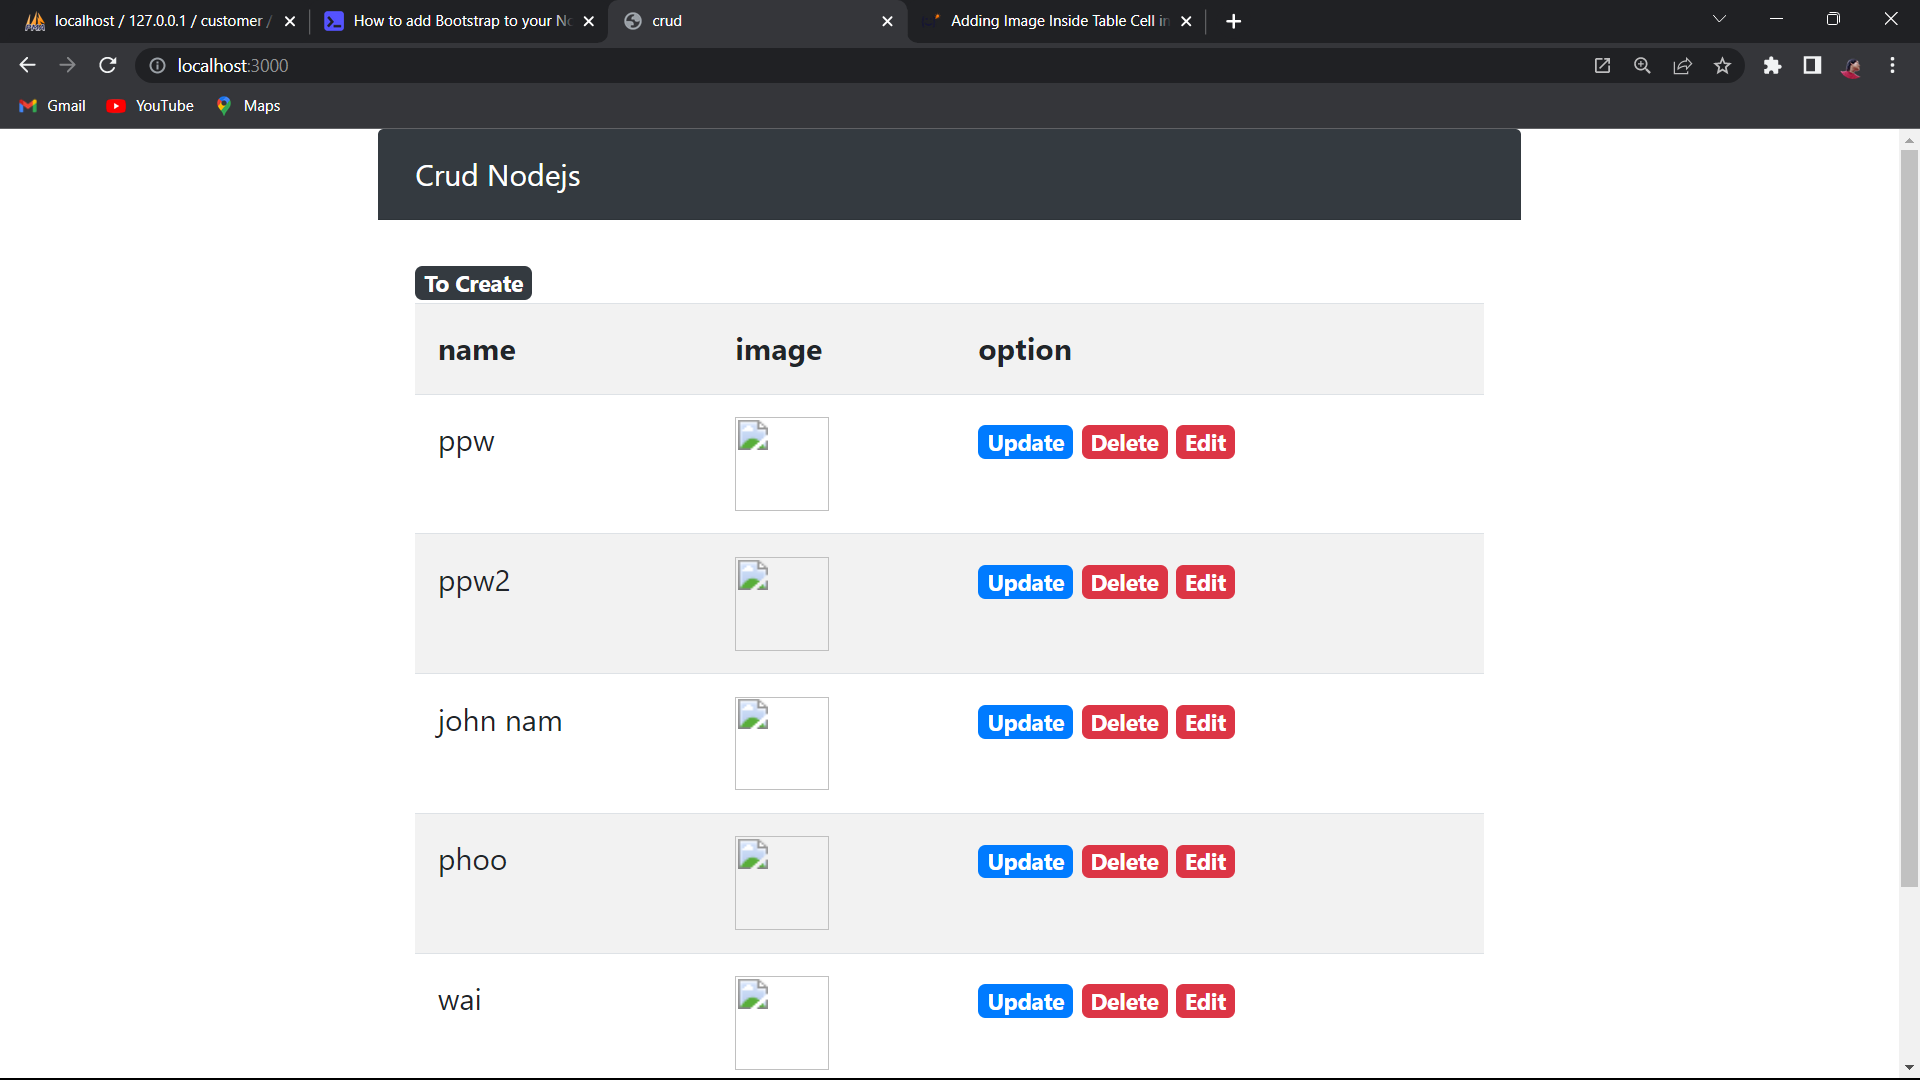 localhost / 127.0.0.1 / customer /
How to add Bootstrap to your No
crud
Adding Image Inside Table Cell in
localhost:3000
Gmail
YouTube
Maps
Crud Nodejs
To Create
name image option
ppw Update Delete Edit
ppw2 Update Delete Edit
john nam Update Delete Edit
phoo Update Delete Edit
wai Update Delete Edit